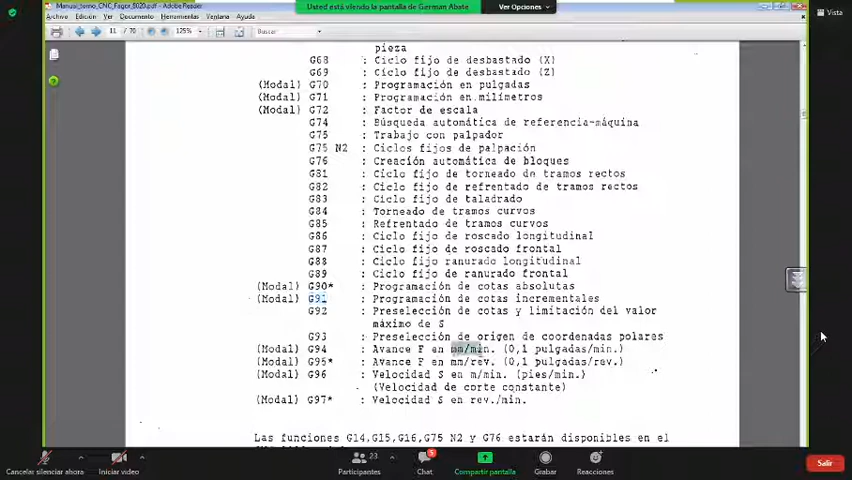 Usted está viendo la pantalla de German Abate
Ver Opciones
Vista
Manual_torno_CNC_Fagor_8020.pdf - Adobe Reader
Archivo Edición Ver Documento Herramientas Ventana Ayuda
11 / 70 125% Buscar
pieza
G68 : Ciclo fijo de desbastado (X)
G69 : Ciclo fijo de desbastado (Z)
(Modal) G70 : Programación en pulgadas
(Modal) G71 : Programación en milímetros
(Modal) G72 : Factor de escala
G74 : Búsqueda automática de referencia-máquina
G75 : Trabajo con palpador
G75 N2 : Ciclos fijos de palpación
G76 : Creación automática de bloques
G81 : Ciclo fijo de torneado de tramos rectos
G82 : Ciclo fijo de refrentado de tramos rectos
G83 : Ciclo fijo de taladrado
G84 : Torneado de tramos curvos
G85 : Refrentado de tramos curvos
G86 : Ciclo fijo de roscado longitudinal
G87 : Ciclo fijo de roscado frontal
G88 : Ciclo fijo ranurado longitudinal
G89 : Ciclo fijo de ranurado frontal
(Modal) G90* : Programación de cotas absolutas
(Modal) G91 : Programación de cotas incrementales
G92 : Preselección de cotas y limitación del valor
máximo de S
G93 : Preselección de origen de coordenadas polares
(Modal) G94 : Avance F en mm/min. (0,1 pulgadas/min.)
(Modal) G95* : Avance F en mm/rev. (0,1 pulgadas/rev.)
(Modal) G96 : Velocidad S en m/min. (pies/min.)
(Velocidad de corte constante)
(Modal) G97* : Velocidad S en rev./min.
Las funciones G14,G15,G16,G75 N2 y G76 estarán disponibles en el
Cancelar silenciar ahora
Iniciar video
Participantes 23
Chat 5
Compartir pantalla
Grabar
Reacciones
Salir